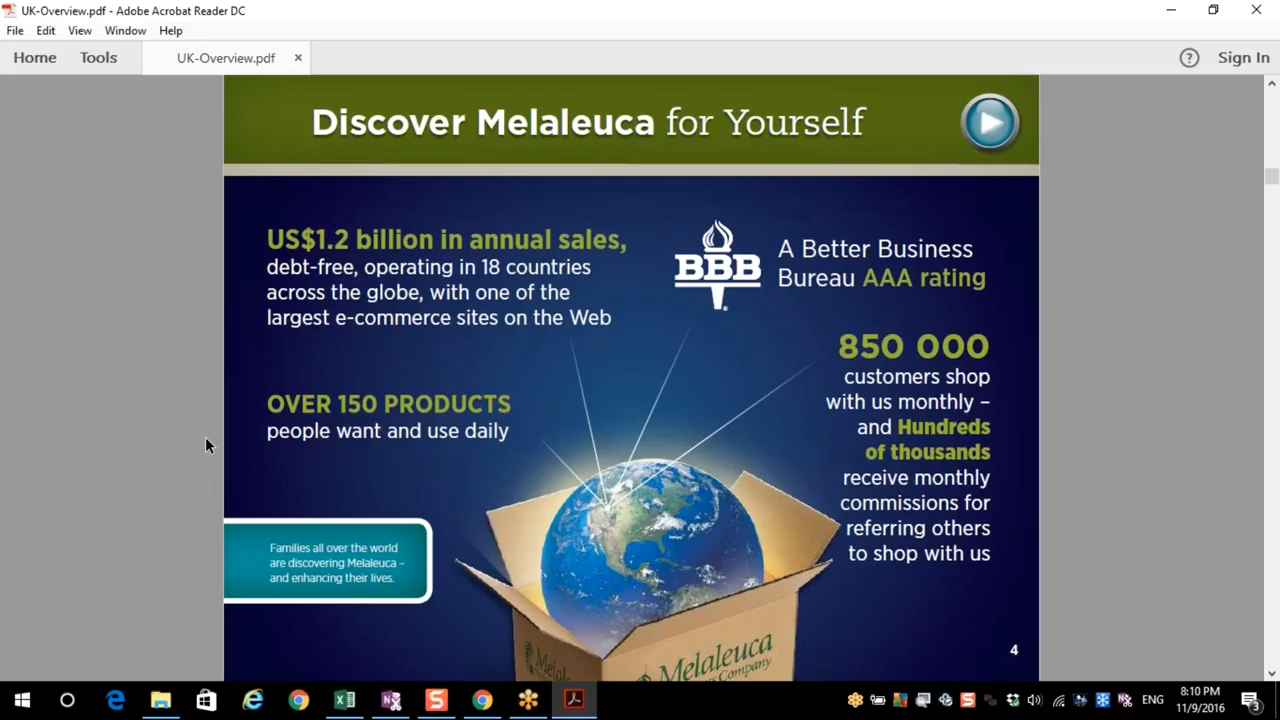 UK-Overview.pdf - Adobe Acrobat Reader DC
File Edit View Window Help
Home Tools UK-Overview.pdf × ? Sign In
Discover Melaleuca for Yourself
US$1.2 billion in annual sales,
debt-free, operating in 18 countries
across the globe, with one of the
largest e-commerce sites on the Web
BBB
A Better Business
Bureau AAA rating
OVER 150 PRODUCTS
people want and use daily
850 000
customers shop
with us monthly –
and Hundreds
of thousands
receive monthly
commissions for
referring others
to shop with us
Families all over the world
are discovering Melaleuca –
and enhancing their lives.
Melaleuca
Company
4
ENG
8:10 PM
11/9/2016
3